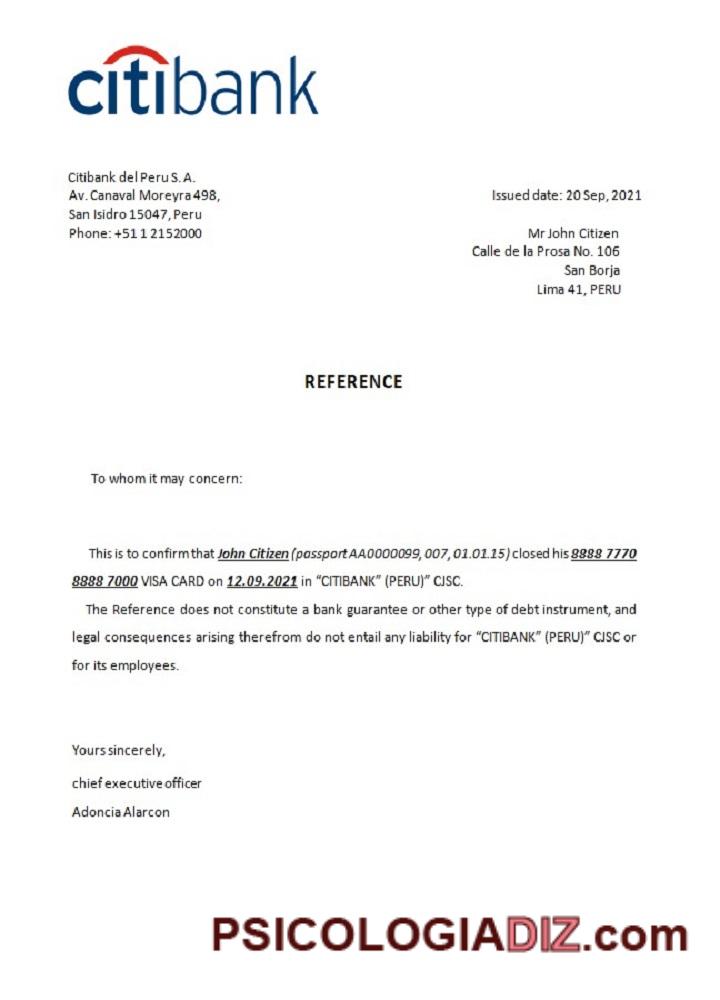 citibank
Citibank del Peru S.A.
Av. Canaval Moreyra 498,
San Isidro 15047, Peru
Phone: +51 1 2152000
Issued date: 20 Sep, 2021
Mr John Citizen
Calle de la Prosa No. 106
San Borja
Lima 41, PERU
REFERENCE
To whom it may concern:
This is to confirm that John Citizen (passport AA0000099, 007, 01.01.15) closed his 8888 7770
8888 7000 VISA CARD on 12.09.2021 in “CITIBANK” (PERU)” CJSC.
The Reference does not constitute a bank guarantee or other type of debt instrument, and
legal consequences arising therefrom do not entail any liability for “CITIBANK” (PERU)” CJSC or
for its employees.
Yours sincerely,
chief executive officer
Adoncia Alarcon
PSICOLOGIADIZ.com